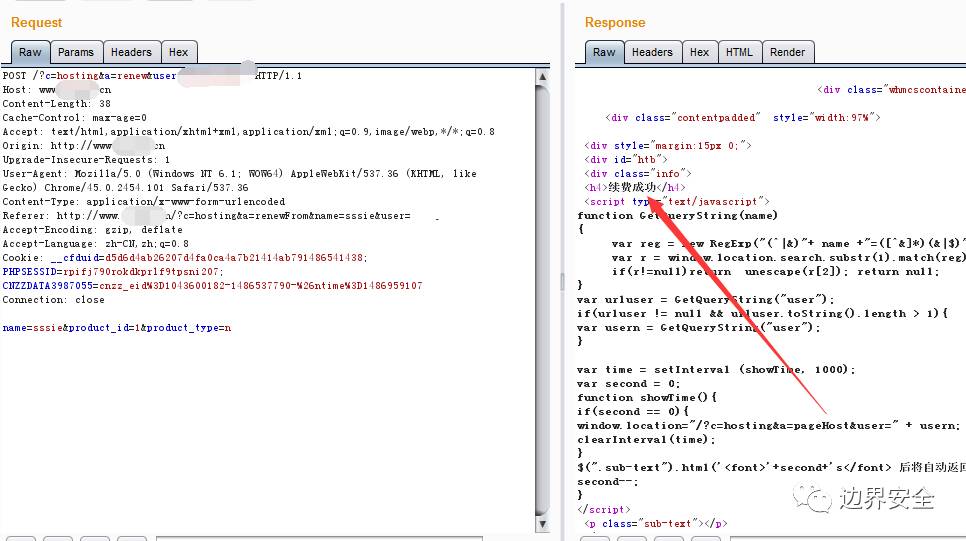 Request
Raw Params Headers Hex
POST /?c=hosting&a=renew&user HTTP/1.1
Host: www cn
Content-Length: 38
Cache-Control: max-age=0
Accept: text/html,application/xhtml+xml,application/xml;q=0.9,image/webp,*/*;q=0.8
Origin: http://www cn
Upgrade-Insecure-Requests: 1
User-Agent: Mozilla/5.0 (Windows NT 6.1; WOW64) AppleWebKit/537.36 (KHTML, like
Gecko) Chrome/45.0.2454.101 Safari/537.36
Content-Type: application/x-www-form-urlencoded
Referer: http://www. n/?c=hosting&a=renewFrom&name=sssie&user=
Accept-Encoding: gzip, deflate
Accept-Language: zh-CN,zh;q=0.8
Cookie: __cfduid=d5d6d4ab26207d4fa0ca4a7b21414ab791486541438;
PHPSESSID=rpifj790rokdkprlf9tpsni207;
CNZZDATA3987055=cnzz_eid%3D1043600182-1486537790-%26ntime%3D1486959107
Connection: close
name=sssie&product_id=1&product_type=n
Response
Raw Headers Hex HTML Render
<div class="whmcscontaine
<div class="contentpadded" style="width:97%">
<div style="margin:15px 0;">
<div id="htb">
<div class="info">
<h4>续费成功</h4>
<script type="text/javascript">
function GetQueryString(name)
{
var reg = new RegExp("(^|&)"+ name +"=([^&]*)(&|$)"
var r = window.location.search.substr(1).match(reg)
if(r!=null)return unescape(r[2]); return null;
}
var urluser = GetQueryString("user");
if(urluser != null && urluser.toString().length > 1){
var usern = GetQueryString("user");
}
var time = setInterval (showTime, 1000);
var second = 0;
function showTime(){
if(second == 0){
window.location="/?c=hosting&a=pageHost&user=" + usern;
clearInterval(time);
}
$(".sub-text").html('<font>'+second+'s</font> 后将自动返回
second--;
}
</script>
<p class="sub-text"></p>
边界安全